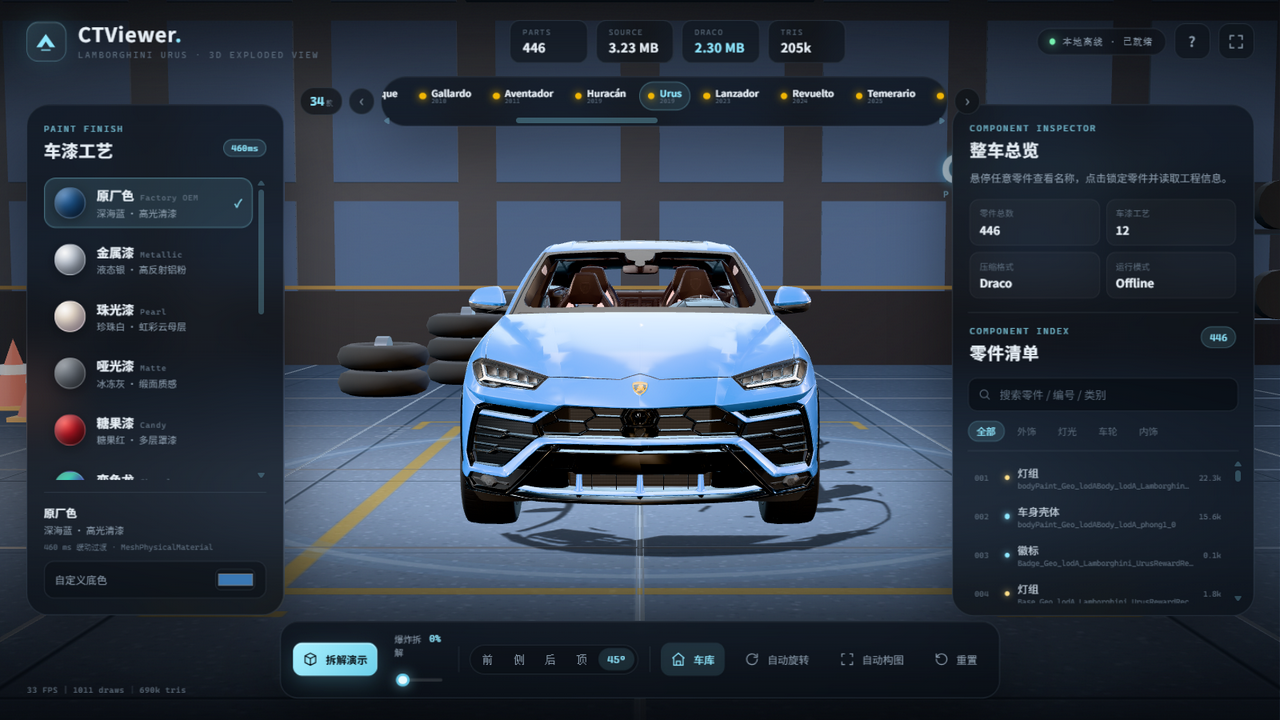 CTViewer.
LAMBORGHINI URUS · 3D EXPLODED VIEW
PARTS
446
SOURCE
3.23 MB
DRACO
2.30 MB
TRIS
205k
本地离线 · 已就绪
?
34款
‹
que
Gallardo
2010
Aventador
2011
Huracán
2019
Urus
2019
Lanzador
2023
Revuelto
2024
Temerario
2025
›
PAINT FINISH
车漆工艺
460ms
原厂色 Factory OEM
深海蓝 · 高光清漆
✓
金属漆 Metallic
液态银 · 高反射铝粉
珠光漆 Pearl
珍珠白 · 虹彩云母层
哑光漆 Matte
冰冻灰 · 缎面质感
糖果漆 Candy
糖果红 · 多层罩漆
变色龙
原厂色
深海蓝 · 高光清漆
460 ms 缓动过渡 · MeshPhysicalMaterial
自定义底色
P
COMPONENT INSPECTOR
整车总览
悬停任意零件查看名称，点击锁定零件并读取工程信息。
零件总数
446
车漆工艺
12
压缩格式
Draco
运行模式
Offline
COMPONENT INDEX
零件清单
446
搜索零件 / 编号 / 类别
全部 外饰 灯光 车轮 内饰
001 灯组 22.3k
bodyPaint_Geo_lodABody_lodA_Lamborghin…
002 车身壳体 15.6k
bodyPaint_Geo_lodABody_lodA_phong1_0
003 徽标 0.1k
Badge_Geo_lodA_Lamborghini_UrusRewardRe…
004 灯组 1.8k
Base_Geo_lodA_Lamborghini_UrusRewardRec…
拆解演示
爆炸拆解 0%
前 侧 后 顶 45°
车库
自动旋转
自动构图
重置
33 FPS | 1011 draws | 690k tris